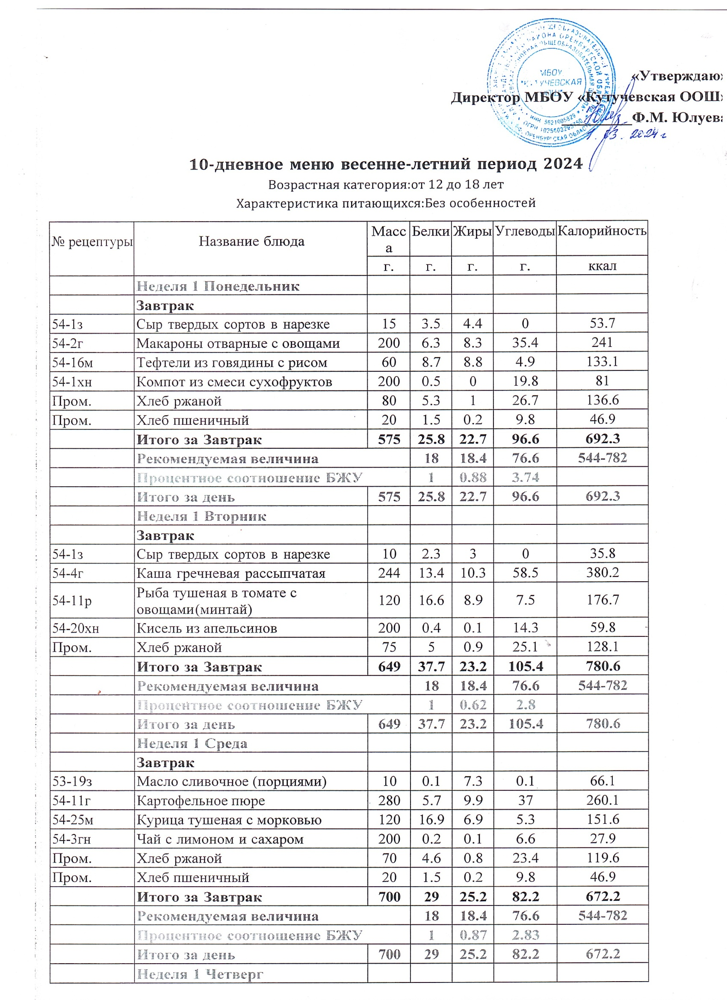 МБОУ
УЧЕВСКАЯ
ИНН 5621005829
ОРЕНБУРГСКАЯ ОБЛАСТЬ
«Утверждаю
Директор МБОУ «Кутучевская ООШ
Ф.М. Юлуева
1. 03. 2024 г
10-дневное меню весенне-летний период 2024
Возрастная категория:от 12 до 18 лет
Характеристика питающихся:Без особенностей
№ рецептуры Название блюда Масса Белки Жиры Углеводы Калорийность
г. г. г. г. ккал
Неделя 1 Понедельник
Завтрак
54-1з Сыр твердых сортов в нарезке 15 3.5 4.4 0 53.7
54-2г Макароны отварные с овощами 200 6.3 8.3 35.4 241
54-16м Тефтели из говядины с рисом 60 8.7 8.8 4.9 133.1
54-1хн Компот из смеси сухофруктов 200 0.5 0 19.8 81
Пром. Хлеб ржаной 80 5.3 1 26.7 136.6
Пром. Хлеб пшеничный 20 1.5 0.2 9.8 46.9
Итого за Завтрак 575 25.8 22.7 96.6 692.3
Рекомендуемая величина 18 18.4 76.6 544-782
Процентное соотношение БЖУ 1 0.88 3.74
Итого за день 575 25.8 22.7 96.6 692.3
Неделя 1 Вторник
Завтрак
54-1з Сыр твердых сортов в нарезке 10 2.3 3 0 35.8
54-4г Каша гречневая рассыпчатая 244 13.4 10.3 58.5 380.2
54-11р Рыба тушеная в томате с
овощами(минтай) 120 16.6 8.9 7.5 176.7
54-20хн Кисель из апельсинов 200 0.4 0.1 14.3 59.8
Пром. Хлеб ржаной 75 5 0.9 25.1 128.1
Итого за Завтрак 649 37.7 23.2 105.4 780.6
Рекомендуемая величина 18 18.4 76.6 544-782
Процентное соотношение БЖУ 1 0.62 2.8
Итого за день 649 37.7 23.2 105.4 780.6
Неделя 1 Среда
Завтрак
53-19з Масло сливочное (порциями) 10 0.1 7.3 0.1 66.1
54-11г Картофельное пюре 280 5.7 9.9 37 260.1
54-25м Курица тушеная с морковью 120 16.9 6.9 5.3 151.6
54-3гн Чай с лимоном и сахаром 200 0.2 0.1 6.6 27.9
Пром. Хлеб ржаной 70 4.6 0.8 23.4 119.6
Пром. Хлеб пшеничный 20 1.5 0.2 9.8 46.9
Итого за Завтрак 700 29 25.2 82.2 672.2
Рекомендуемая величина 18 18.4 76.6 544-782
Процентное соотношение БЖУ 1 0.87 2.83
Итого за день 700 29 25.2 82.2 672.2
Неделя 1 Четверг